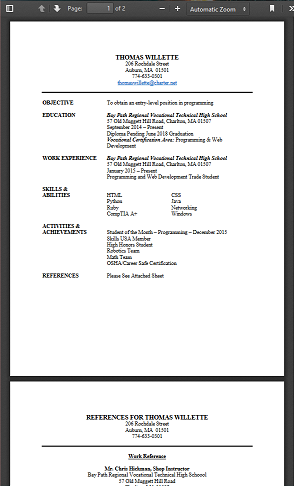 Page: 1 of 2 Automatic Zoom
THOMAS WILLETTE
206 Rochdale Street
Auburn, MA 01501
774-633-0501
thomaswillette@charter.net
OBJECTIVE To obtain an entry-level position in programming
EDUCATION Bay Path Regional Vocational Technical High School
57 Old Muggett Hill Road, Charlton, MA 01507
September 2014 – Present
Diploma Pending June 2018 Graduation
Vocational Certification Area: Programming & Web
Development
WORK EXPERIENCE Bay Path Regional Vocational Technical High School
57 Old Muggett Hill Road, Charlton, MA 01507
January 2015 – Present
Programming and Web Development Trade Student
SKILLS &
ABILITIES HTML CSS
Python Java
Ruby Networking
CompTIA A+ Windows
ACTIVITIES &
ACHIEVEMENTS Student of the Month – Programming – December 2015
Skills USA Member
High Honors Student
Robotics Team
Math Team
OSHA/Career Safe Certification
REFERENCES Please See Attached Sheet
REFERENCES FOR THOMAS WILLETTE
206 Rochdale Street
Auburn, MA 01501
774-633-0501
Work Reference
Mr. Chris Hickman, Shop Instructor
Bay Path Regional Vocational Technical High School
57 Old Muggett Hill Road